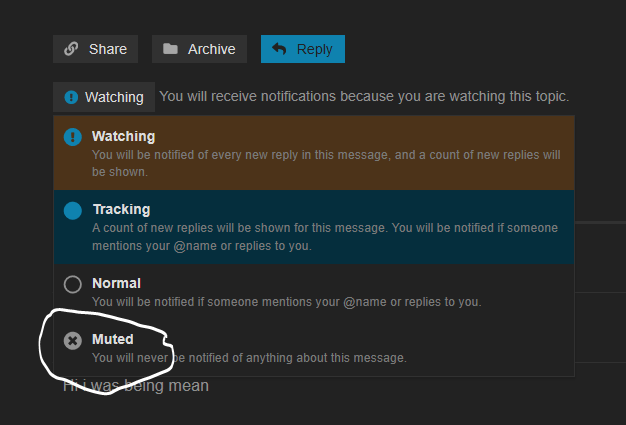 Share Archive Reply
Watching You will receive notifications because you are watching this topic.
Watching
You will be notified of every new reply in this message, and a count of new replies will
be shown.
Tracking
A count of new replies will be shown for this message. You will be notified if someone
mentions your @name or replies to you.
Normal
You will be notified if someone mentions your @name or replies to you.
Muted
You will never be notified of anything about this message.
Hi i was being mean